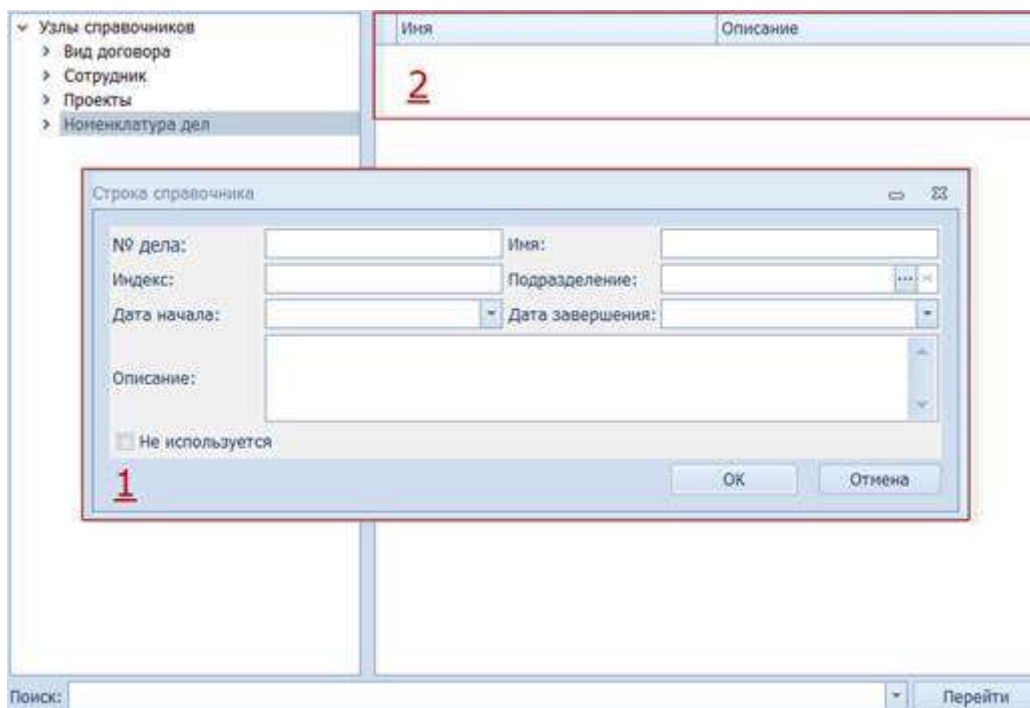 Узлы справочников
Вид договора
Сотрудник
Проекты
Номенклатура дел
Имя Описание
2
Строка справочника
№ дела: Имя:
Индекс: Подразделение:
Дата начала: Дата завершения:
Описание:
Не используется
1
ОК Отмена
Поиск: Перейти